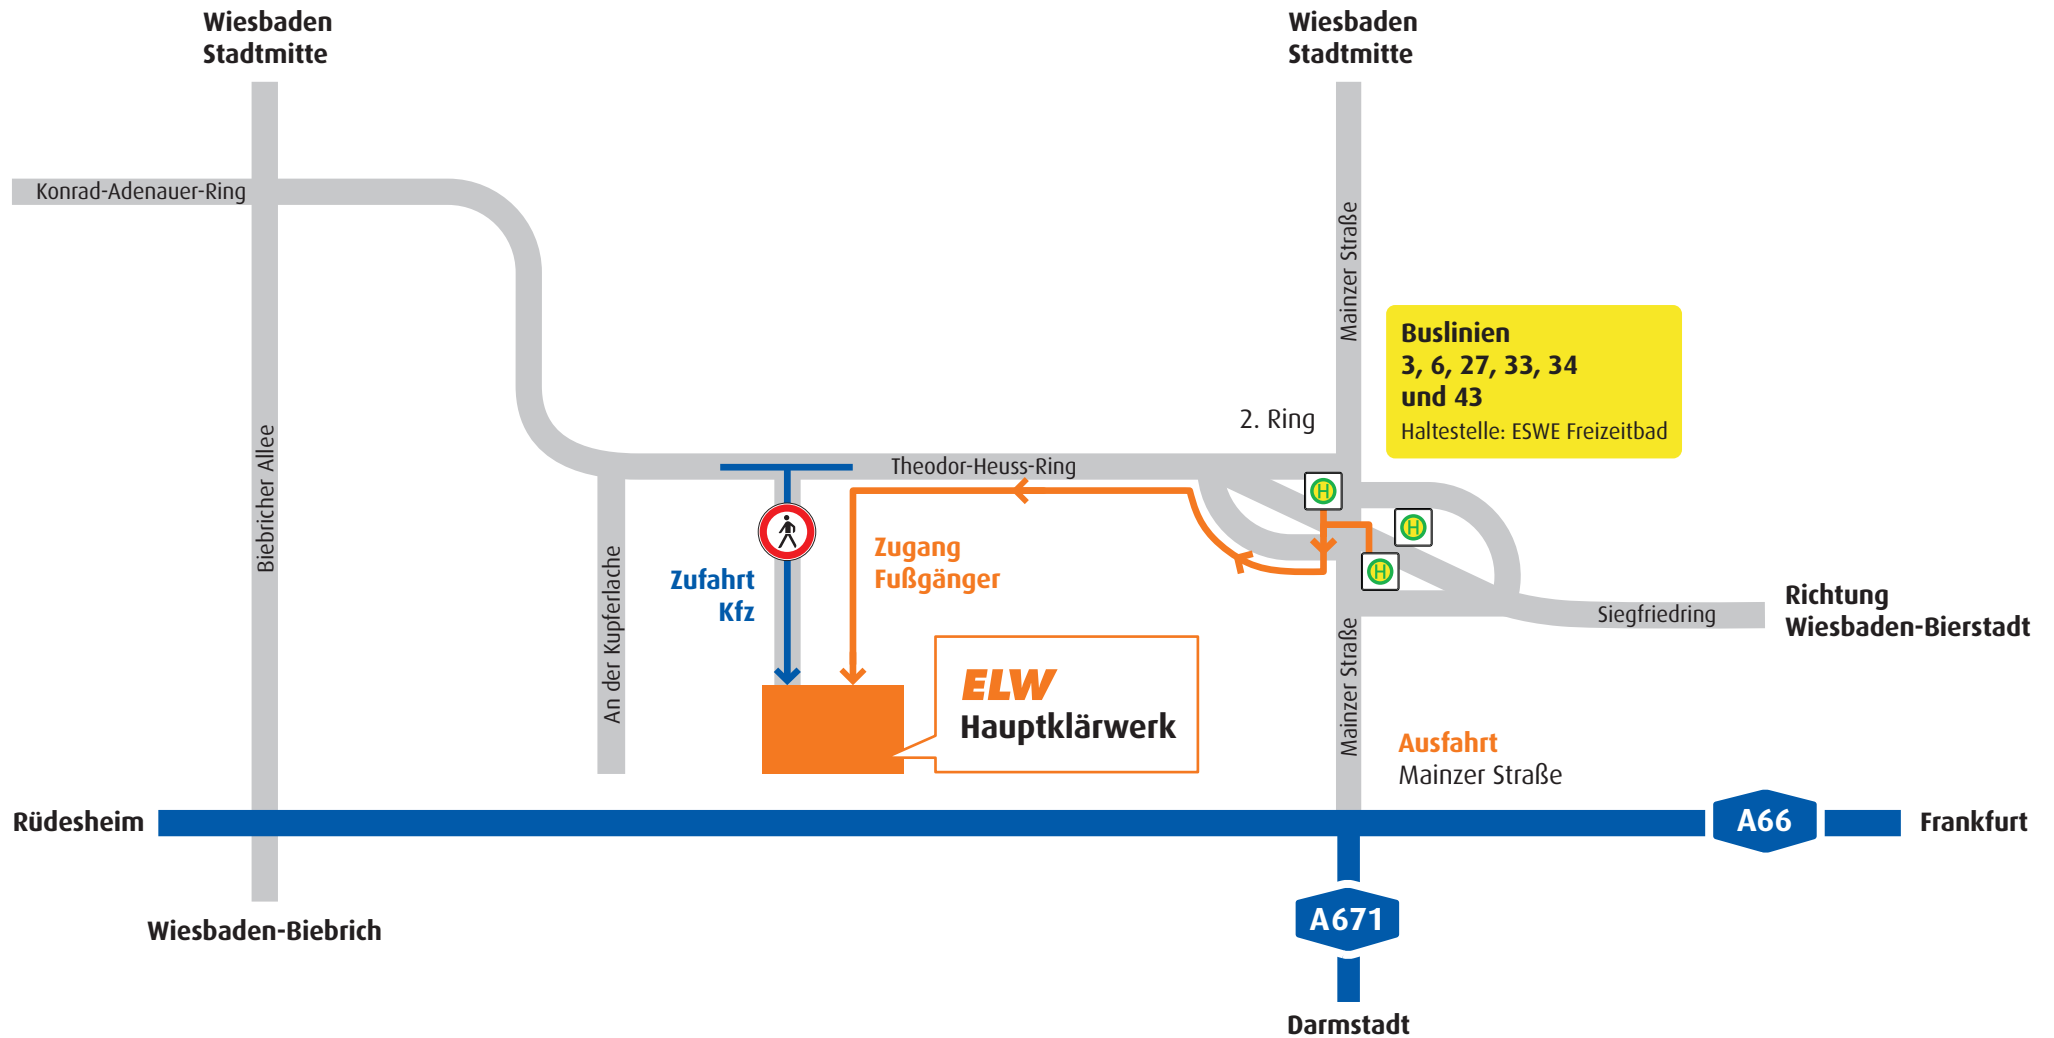 Wiesbaden
Stadtmitte
Wiesbaden
Stadtmitte
Konrad-Adenauer-Ring
Mainzer Straße
Buslinien
3, 6, 27, 33, 34
und 43
Haltestelle: ESWE Freizeitbad
2. Ring
Biebricher Allee
Theodor-Heuss-Ring
H
H
H
Zugang
Fußgänger
Zufahrt
Kfz
An der Kupferlache
Siegfriedring
Richtung
Wiesbaden-Bierstadt
Mainzer Straße
ELW
Hauptklärwerk
Ausfahrt
Mainzer Straße
Rüdesheim
A66
Frankfurt
A671
Wiesbaden-Biebrich
Darmstadt